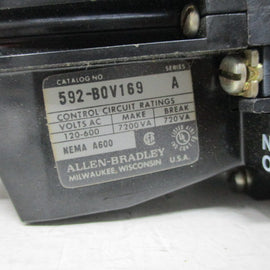 CATALOG NO. SERIES
592-BOV169 A
CONTROL CIRCUIT RATINGS
VOLTS AC MAKE BREAK
120-600 7200VA 720VA
NEMA A600
ALLEN-BRADLEY
MILWAUKEE, WISCONSIN U.S.A.